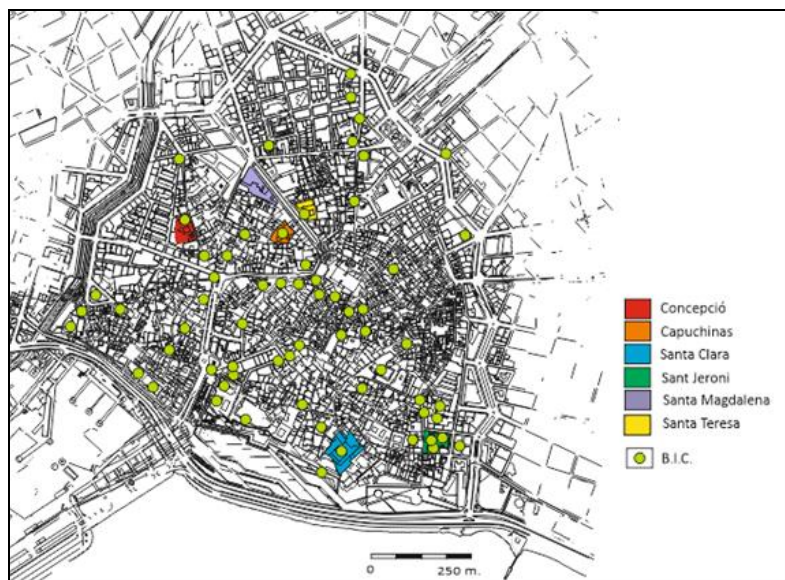 Concepció
Capuchinas
Santa Clara
Sant Jeroni
Santa Magdalena
Santa Teresa
B.I.C.
0 250 m.